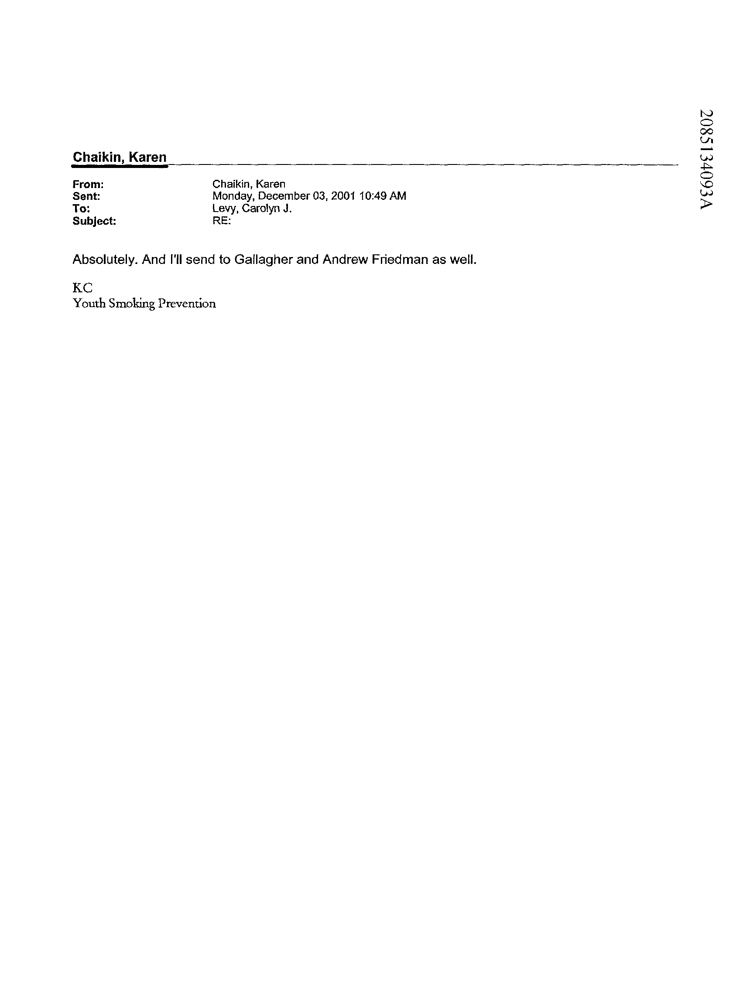 2085134093A
Chaikin, Karen
From: Chaikin, Karen
Sent: Monday, December 03, 2001 10:49 AM
To: Levy, Carolyn J.
Subject: RE:
Absolutely. And I'll send to Gallagher and Andrew Friedman as well.
KC
Youth Smoking Prevention